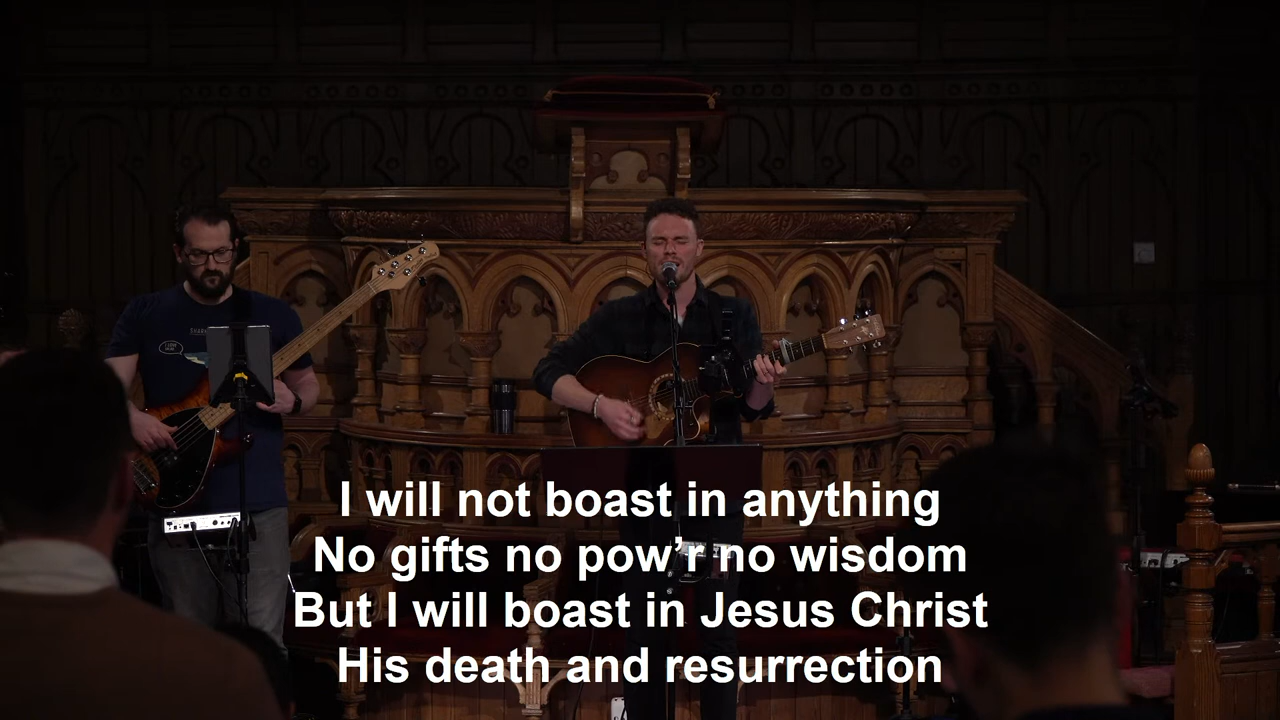 I will not boast in anything
No gifts no pow’r no wisdom
But I will boast in Jesus Christ
His death and resurrection